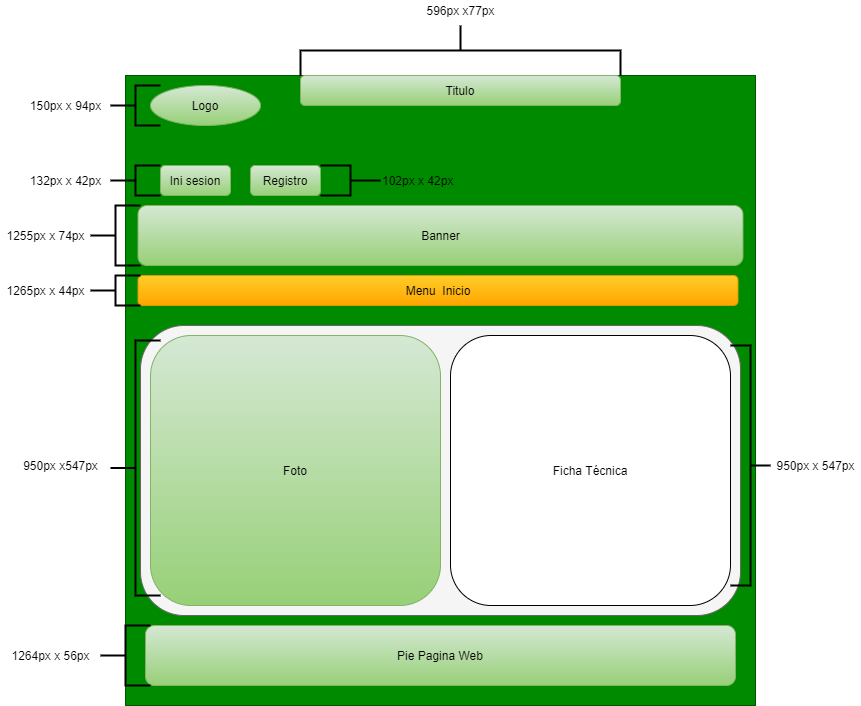 596px x77px
Titulo
150px x 94px
Logo
132px x 42px
Ini sesion
Registro
102px x 42px
1255px x 74px
Banner
1265px x 44px
Menu  Inicio
950px x547px
Foto
Ficha Técnica
950px x 547px
1264px x 56px
Pie Pagina Web